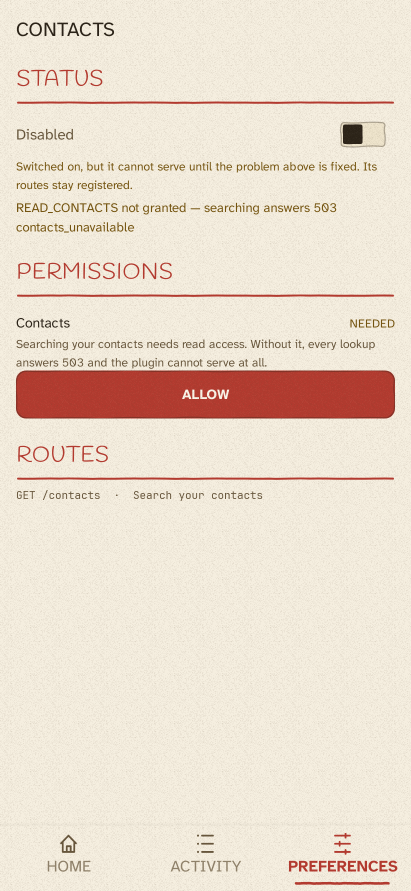 CONTACTS
STATUS
Disabled
Switched on, but it cannot serve until the problem above is fixed. Its
routes stay registered.
READ_CONTACTS not granted — searching answers 503
contacts_unavailable
PERMISSIONS
Contacts
NEEDED
Searching your contacts needs read access. Without it, every lookup
answers 503 and the plugin cannot serve at all.
ALLOW
ROUTES
GET /contacts · Search your contacts
HOME
ACTIVITY
PREFERENCES